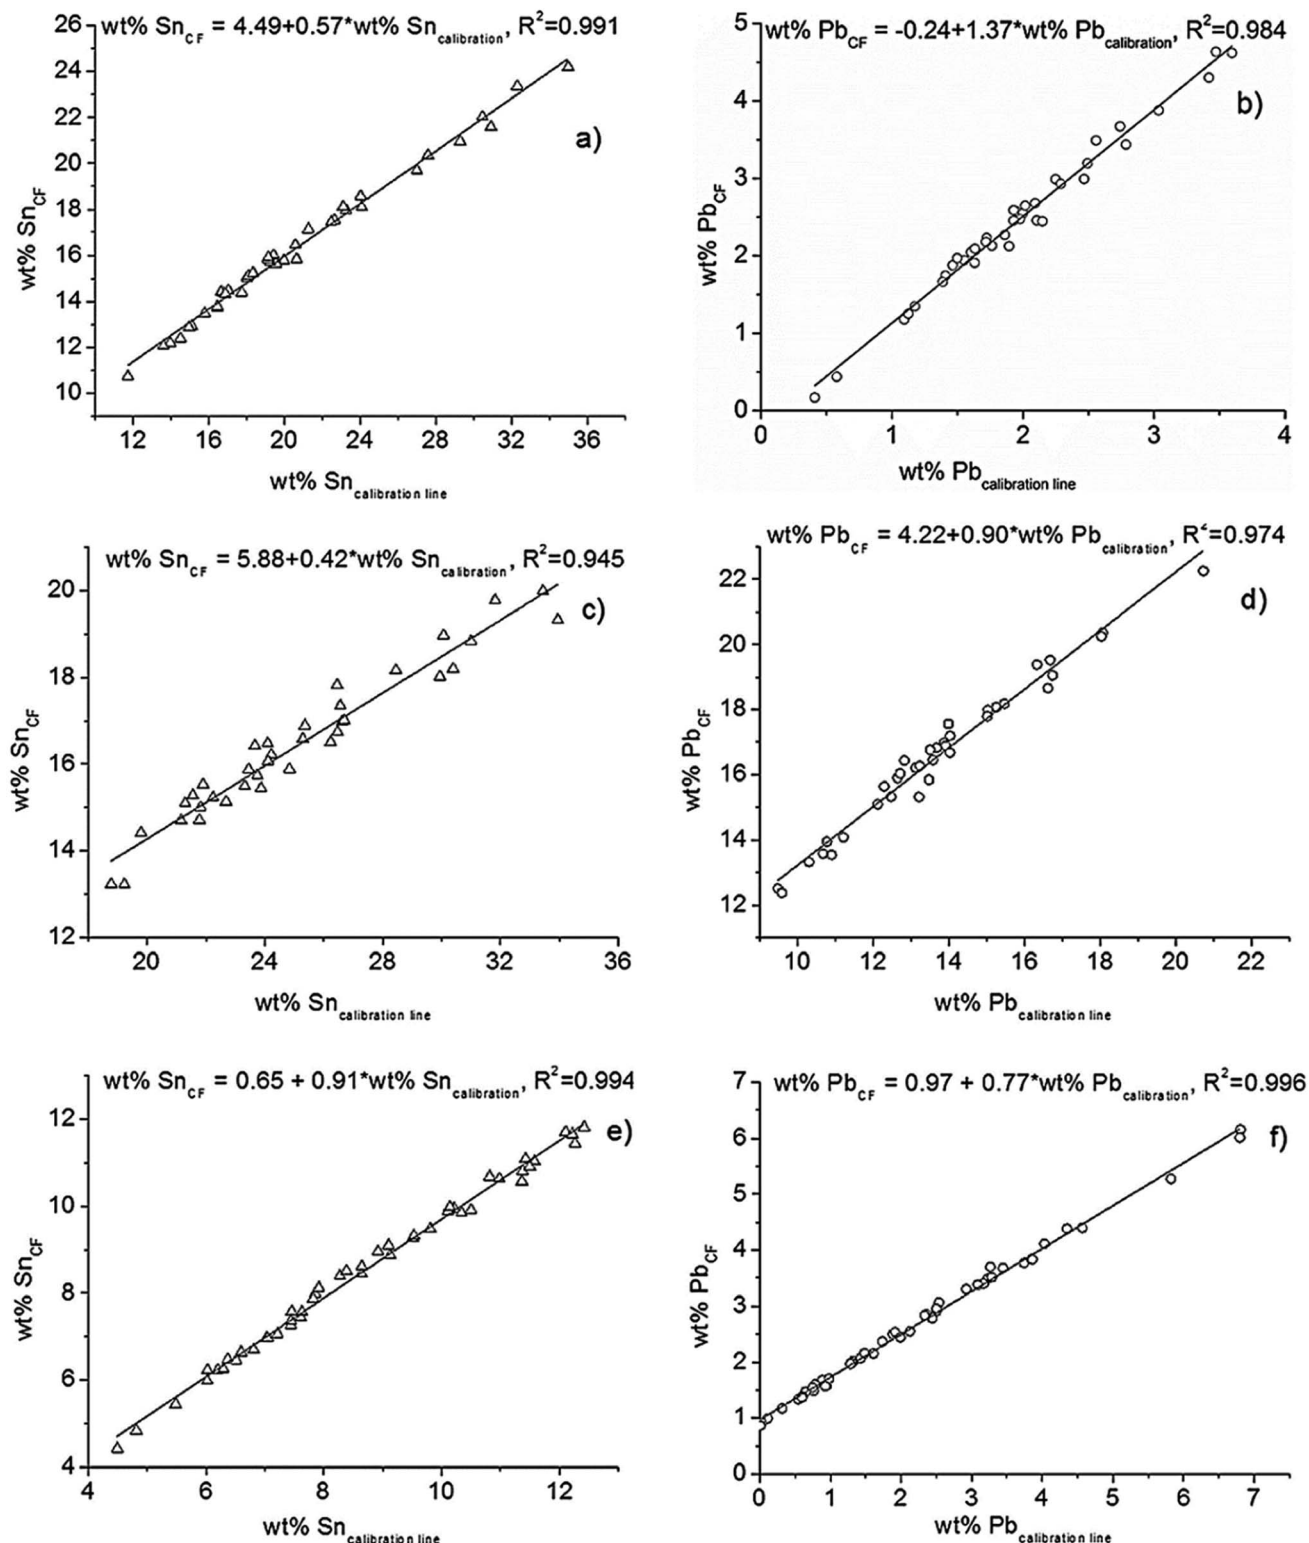 wt% Sn_CF = 4.49+0.57*wt% Sn_calibration, R²=0.991
26
24
22
20
18
16
14
12
10
wt% Sn_CF
a)
12 16 20 24 28 32 36
wt% Sn_calibration line
wt% Pb_CF = -0.24+1.37*wt% Pb_calibration, R²=0.984
5
4
3
2
1
0
wt% Pb_CF
b)
0 1 2 3 4
wt% Pb_calibration line
wt% Sn_CF = 5.88+0.42*wt% Sn_calibration, R²=0.945
20
18
16
14
12
wt% Sn_CF
c)
20 24 28 32 36
wt% Sn_calibration line
wt% Pb_CF = 4.22+0.90*wt% Pb_calibration, R²=0.974
22
20
18
16
14
12
wt% Pb_CF
d)
10 12 14 16 18 20 22
wt% Pb_calibration line
wt% Sn_CF = 0.65 + 0.91*wt% Sn_calibration, R²=0.994
12
10
8
6
4
wt% Sn_CF
e)
4 6 8 10 12
wt% Sn_calibration line
wt% Pb_CF = 0.97 + 0.77*wt% Pb_calibration, R²=0.996
7
6
5
4
3
2
1
0
wt% Pb_CF
f)
0 1 2 3 4 5 6 7
wt% Pb_calibration line